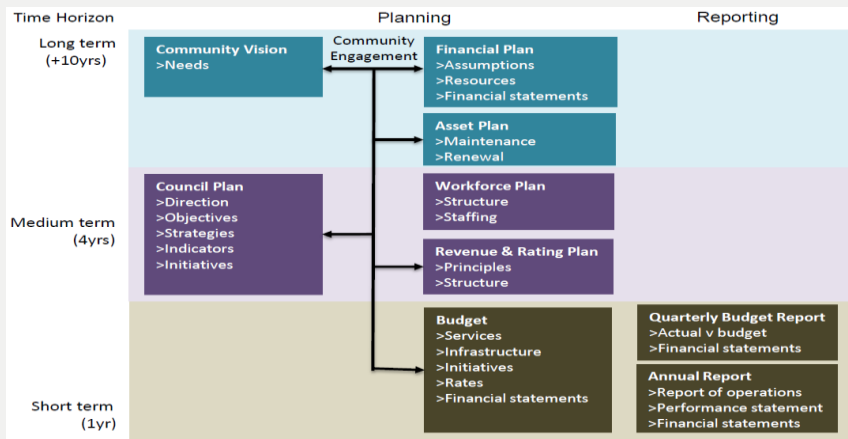 Time Horizon
Planning
Reporting
Long term
(+10yrs)
Community Vision
>Needs
Community
Engagement
Financial Plan
>Assumptions
>Resources
>Financial statements
Asset Plan
>Maintenance
>Renewal
Medium term
(4yrs)
Council Plan
>Direction
>Objectives
>Strategies
>Indicators
>Initiatives
Workforce Plan
>Structure
>Staffing
Revenue & Rating Plan
>Principles
>Structure
Short term
(1yr)
Budget
>Services
>Infrastructure
>Initiatives
>Rates
>Financial statements
Quarterly Budget Report
>Actual v budget
>Financial statements
Annual Report
>Report of operations
>Performance statement
>Financial statements